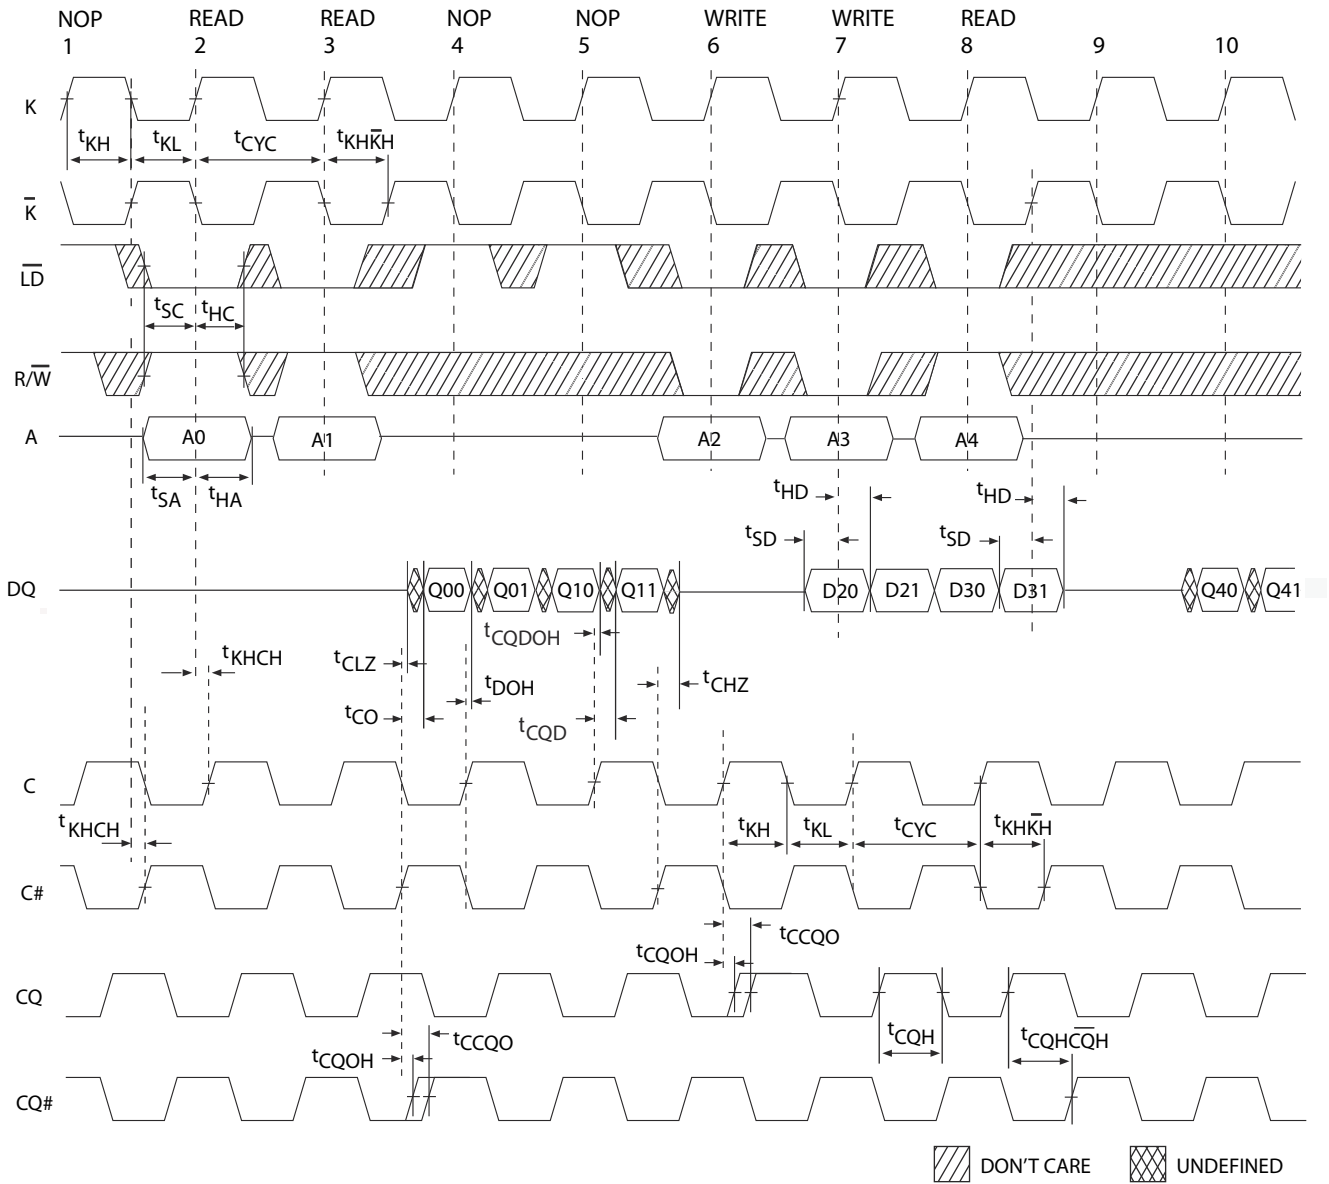 NOP READ READ NOP NOP WRITE WRITE READ
1 2 3 4 5 6 7 8 9 10
K
tKH tKL tCYC tKHK̅H
K̅
L̅D̅
tSC tHC
R/W̅
A A0 A1 A2 A3 A4
tSA tHA tHD tHD
tSD tSD
DQ Q00 Q01 Q10 Q11 D20 D21 D30 D31 Q40 Q41
tCQDOH
tKHCH tCLZ tDOH tCHZ
tCO tCQD
C
tKHCH tKH tKL tCYC tKHK̅H
C#
tCCQO
tCQOH
CQ
tCCQO tCQH tCQHC̅Q̅H
tCQOH
CQ#
DON'T CARE UNDEFINED